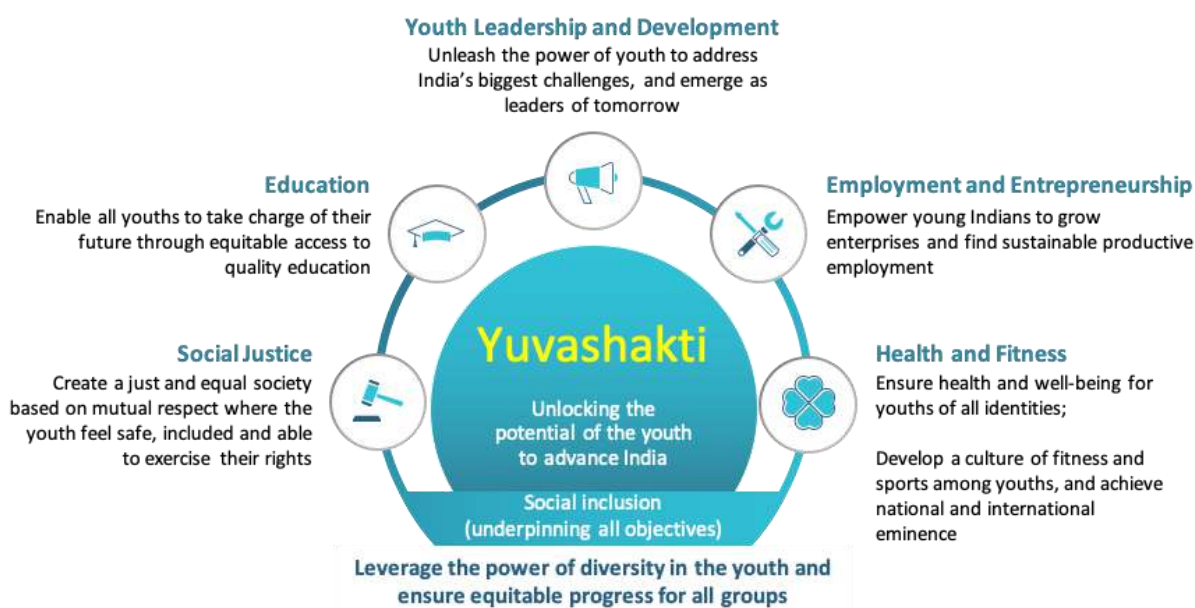 Youth Leadership and Development
Unleash the power of youth to address
India's biggest challenges, and emerge as
leaders of tomorrow
Education
Enable all youths to take charge of their
future through equitable access to
quality education
Employment and Entrepreneurship
Empower young Indians to grow
enterprises and find sustainable productive
employment
Social Justice
Create a just and equal society
based on mutual respect where the
youth feel safe, included and able
to exercise their rights
Yuvashakti
Unlocking the
potential of the youth
to advance India
Health and Fitness
Ensure health and well-being for
youths of all identities;
Develop a culture of fitness and
sports among youths, and achieve
national and international
eminence
Social inclusion
(underpinning all objectives)
Leverage the power of diversity in the youth and
ensure equitable progress for all groups